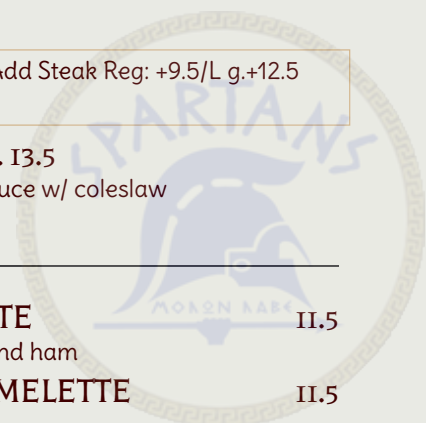 Add Steak Reg: +9.5/L g.+12.5
SPARTANS
. 13.5
uce w/ coleslaw
ΜΟΛΩΝ ΛΑΒΕ
TE 11.5
nd ham
MELETTE 11.5